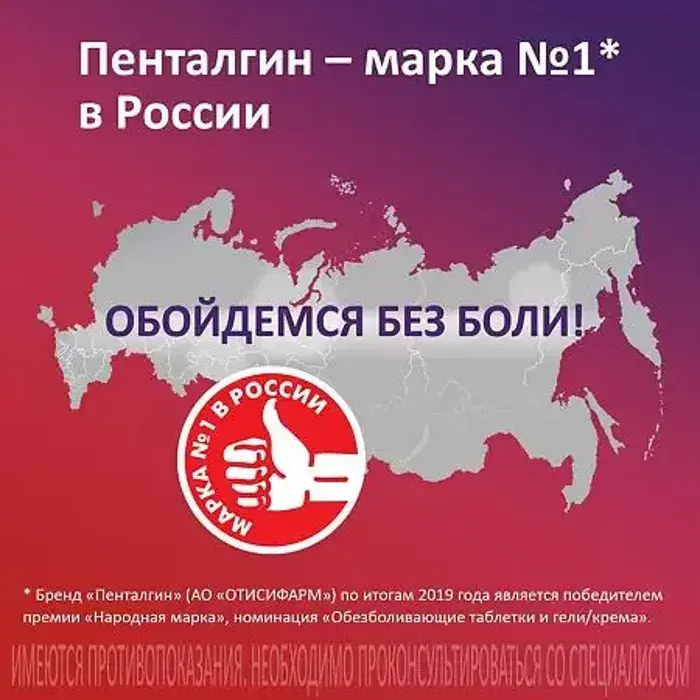 Пенталгин – марка №1*
в России
ОБОЙДЕМСЯ БЕЗ БОЛИ!
МАРКА №1 В РОССИИ
* Бренд «Пенталгин» (АО «ОТИСИФАРМ») по итогам 2019 года является победителем
премии «Народная марка», номинация «Обезболивающие таблетки и гели/крема».
ИМЕЮТСЯ ПРОТИВОПОКАЗАНИЯ. НЕОБХОДИМО ПРОКОНСУЛЬТИРОВАТЬСЯ СО СПЕЦИАЛИСТОМ